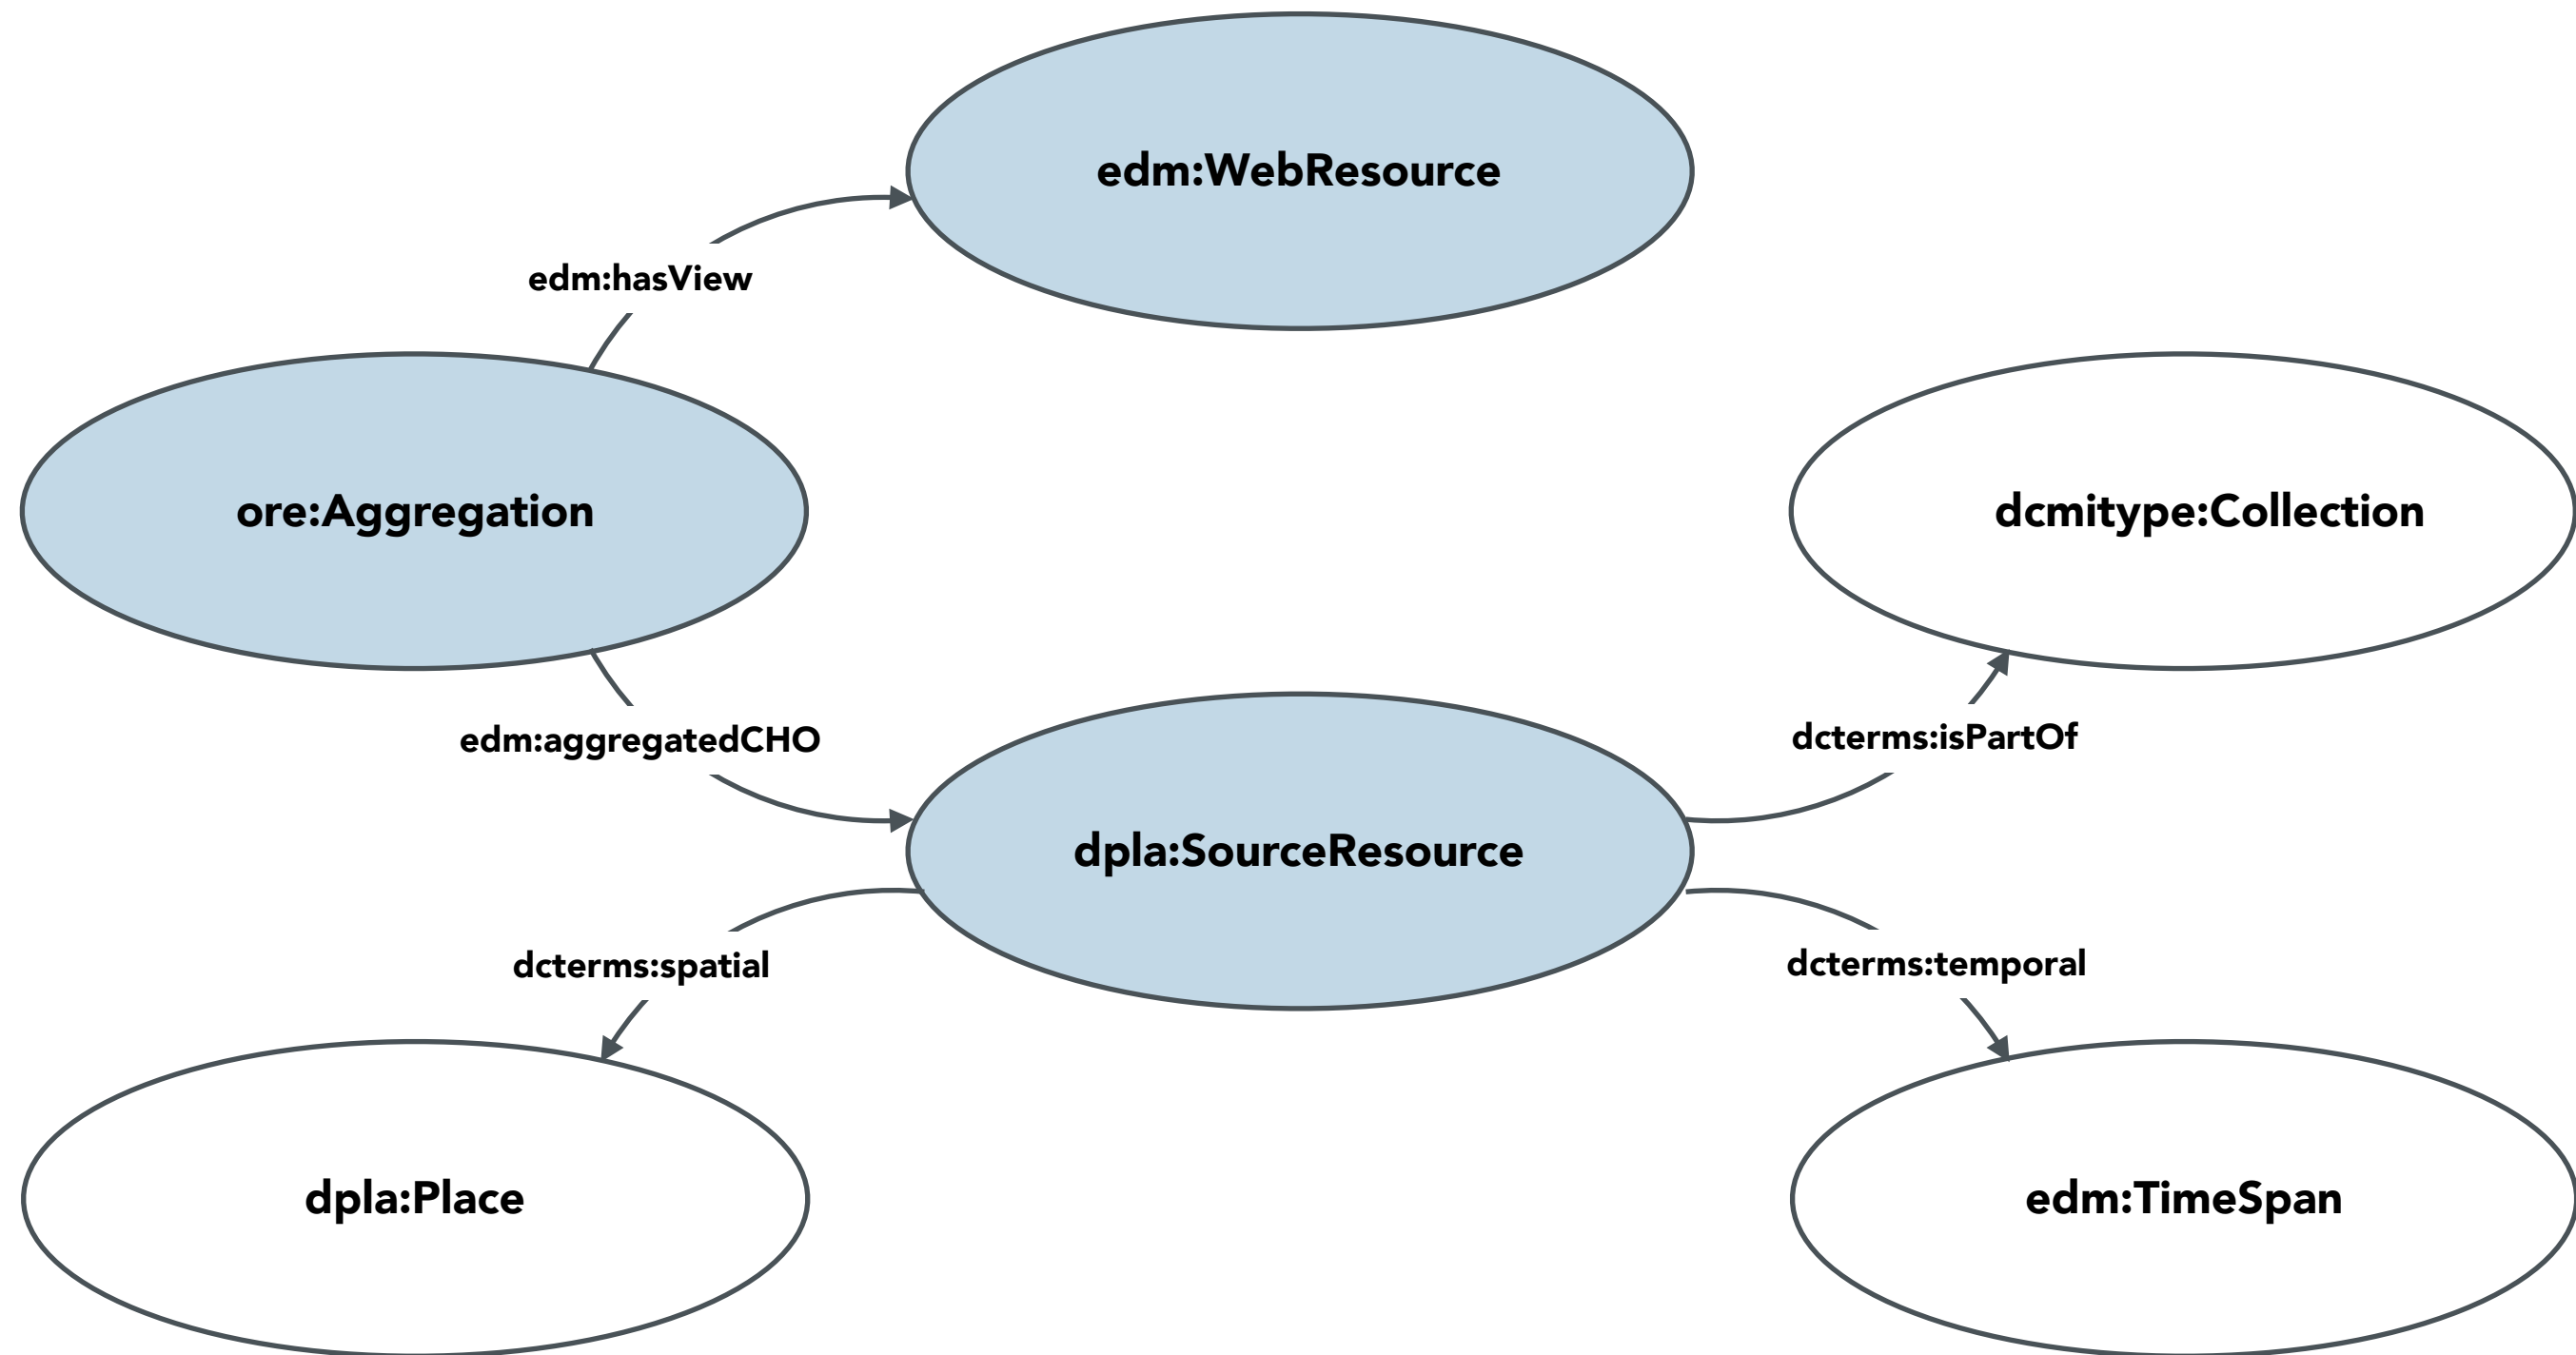 edm:WebResource
edm:hasView
ore:Aggregation
dcmitype:Collection
edm:aggregatedCHO
dcterms:isPartOf
dpla:SourceResource
dcterms:spatial
dcterms:temporal
dpla:Place
edm:TimeSpan